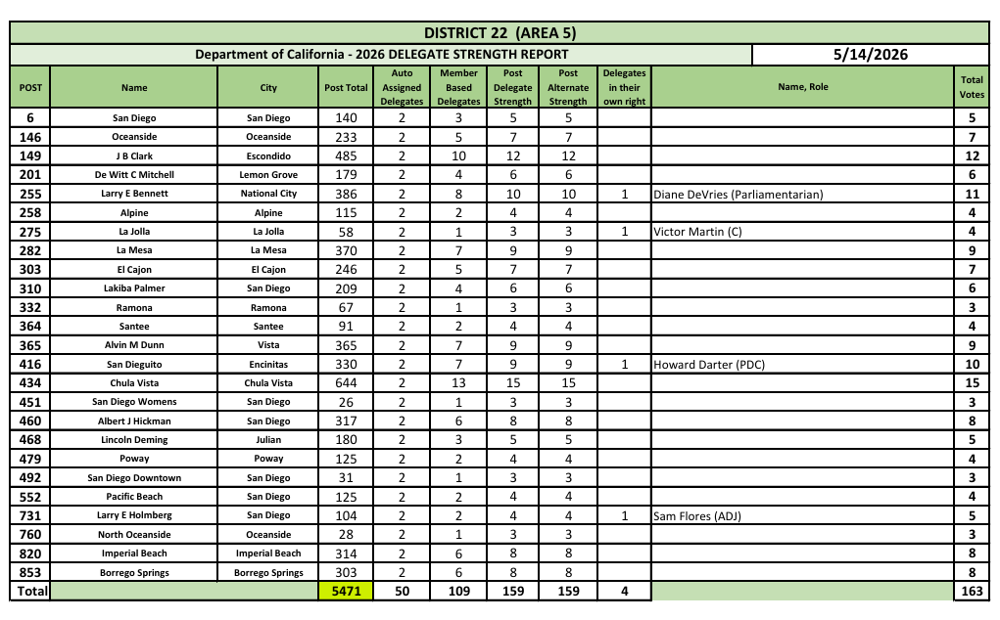 DISTRICT 22 (AREA 5)
Department of California - 2026 DELEGATE STRENGTH REPORT 5/14/2026
POST Name City Post Total Auto Assigned Delegates Member Based Delegates Post Delegate Strength Post Alternate Strength Delegates in their own right Name, Role Total Votes
6 San Diego San Diego 140 2 3 5 5 5
146 Oceanside Oceanside 233 2 5 7 7 7
149 J B Clark Escondido 485 2 10 12 12 12
201 De Witt C Mitchell Lemon Grove 179 2 4 6 6 6
255 Larry E Bennett National City 386 2 8 10 10 1 Diane DeVries (Parliamentarian) 11
258 Alpine Alpine 115 2 2 4 4 4
275 La Jolla La Jolla 58 2 1 3 3 1 Victor Martin (C) 4
282 La Mesa La Mesa 370 2 7 9 9 9
303 El Cajon El Cajon 246 2 5 7 7 7
310 Lakiba Palmer San Diego 209 2 4 6 6 6
332 Ramona Ramona 67 2 1 3 3 3
364 Santee Santee 91 2 2 4 4 4
365 Alvin M Dunn Vista 365 2 7 9 9 9
416 San Dieguito Encinitas 330 2 7 9 9 1 Howard Darter (PDC) 10
434 Chula Vista Chula Vista 644 2 13 15 15 15
451 San Diego Womens San Diego 26 2 1 3 3 3
460 Albert J Hickman San Diego 317 2 6 8 8 8
468 Lincoln Deming Julian 180 2 3 5 5 5
479 Poway Poway 125 2 2 4 4 4
492 San Diego Downtown San Diego 31 2 1 3 3 3
552 Pacific Beach San Diego 125 2 2 4 4 4
731 Larry E Holmberg San Diego 104 2 2 4 4 1 Sam Flores (ADJ) 5
760 North Oceanside Oceanside 28 2 1 3 3 3
820 Imperial Beach Imperial Beach 314 2 6 8 8 8
853 Borrego Springs Borrego Springs 303 2 6 8 8 8
Total 5471 50 109 159 159 4 163